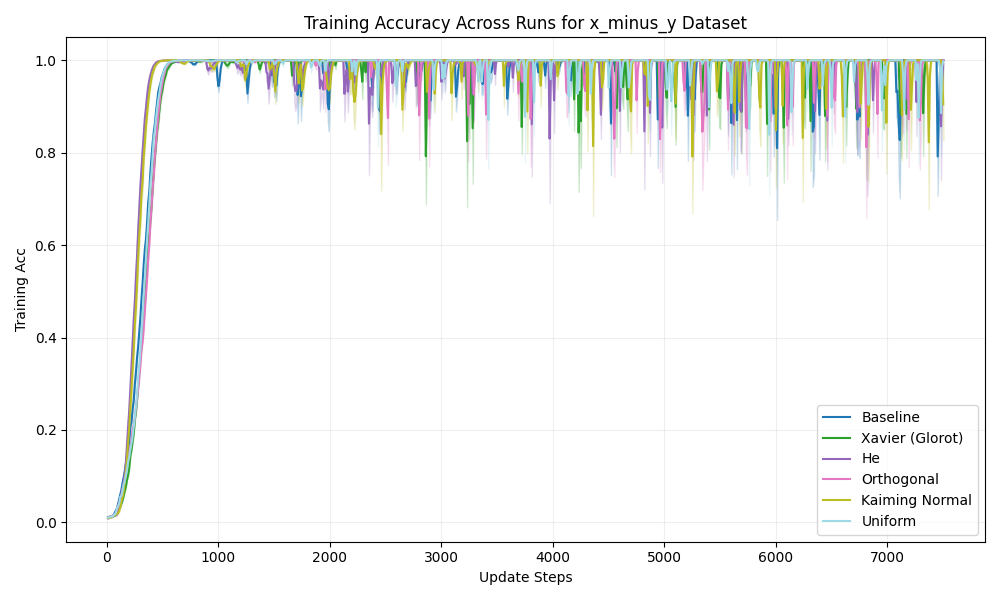 Training Accuracy Across Runs for x_minus_y Dataset
Training Acc
1.0
0.8
0.6
0.4
0.2
0.0
0
1000
2000
3000
4000
5000
6000
7000
Update Steps
Baseline
Xavier (Glorot)
He
Orthogonal
Kaiming Normal
Uniform